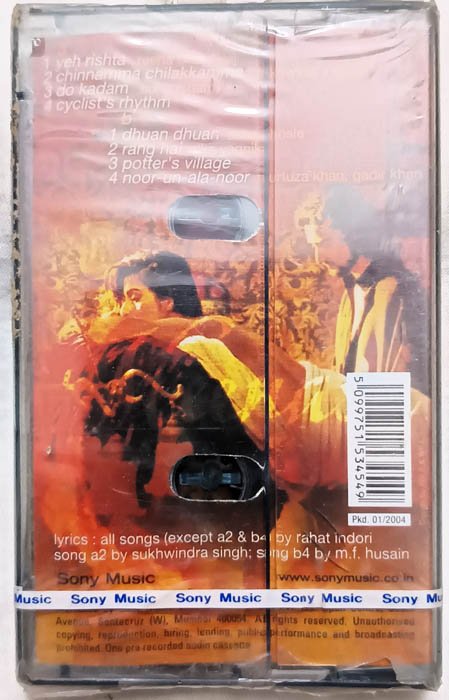 1 yeh rishta
2 chinnamma chilakkamma
3 do kadam
4 cyclist's rhythm
b
1 dhuan dhuan
2 rang hai
3 potter's village
4 noor-un-ala-noor murtuza khan, qadir khan
5 099751 534549
Pkd. 01/2004
lyrics : all songs (except a2 & b4) by rahat indori
song a2 by sukhwindra singh; song b4 by m.f. husain
Sony Music www.sonymusic.co.in
Music Sony Music Sony Music Sony Music Sony M
Avenue, Santacruz (W), Mumbai 400054. All rights reserved. Unauthorised
copying, reproduction, hiring, lending, public performance and broadcasting
prohibited. One pre recorded audio cassette